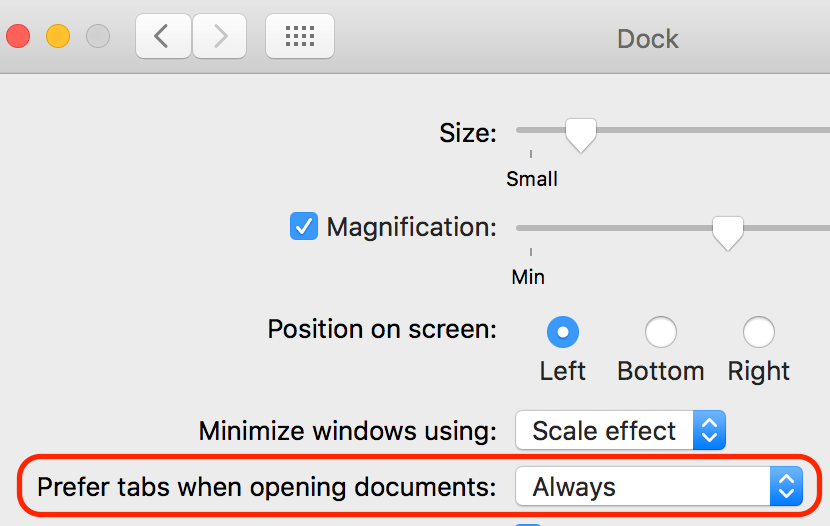 Dock
Size:
Small
Magnification:
Min
Position on screen:
Left Bottom Right
Minimize windows using: Scale effect
Prefer tabs when opening documents: Always